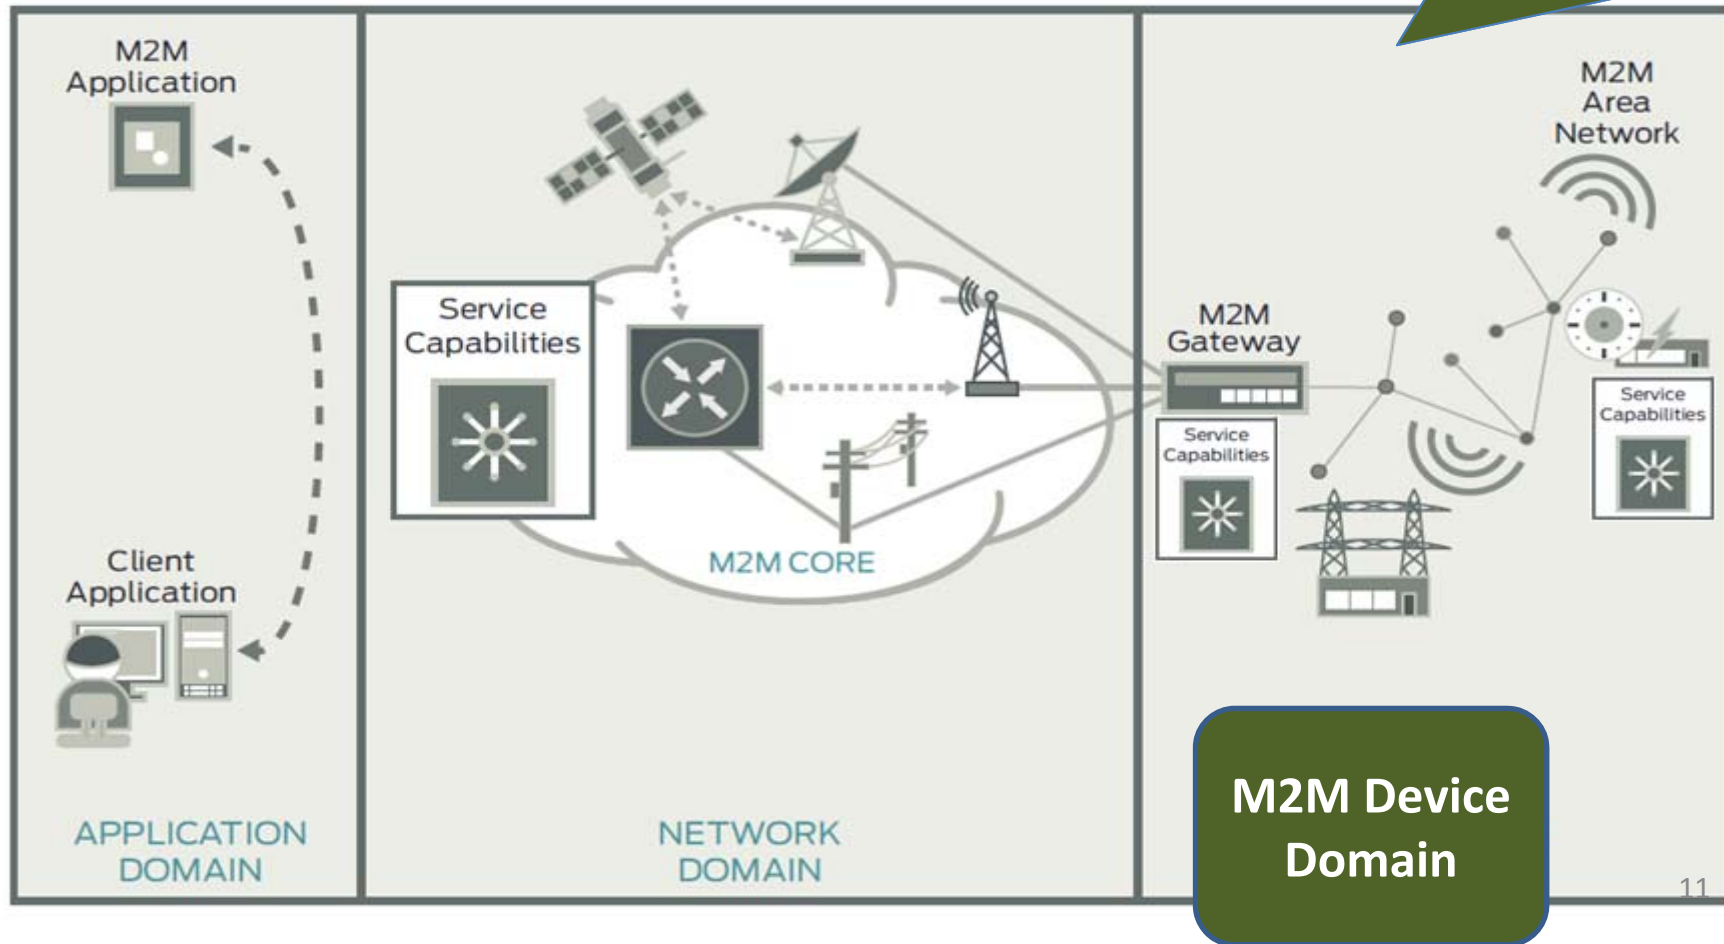 M2M
Application
Client
Application
APPLICATION
DOMAIN
Service
Capabilities
M2M CORE
NETWORK
DOMAIN
M2M
Area
Network
M2M
Gateway
Service
Capabilities
Service
Capabilities
M2M Device
Domain
11